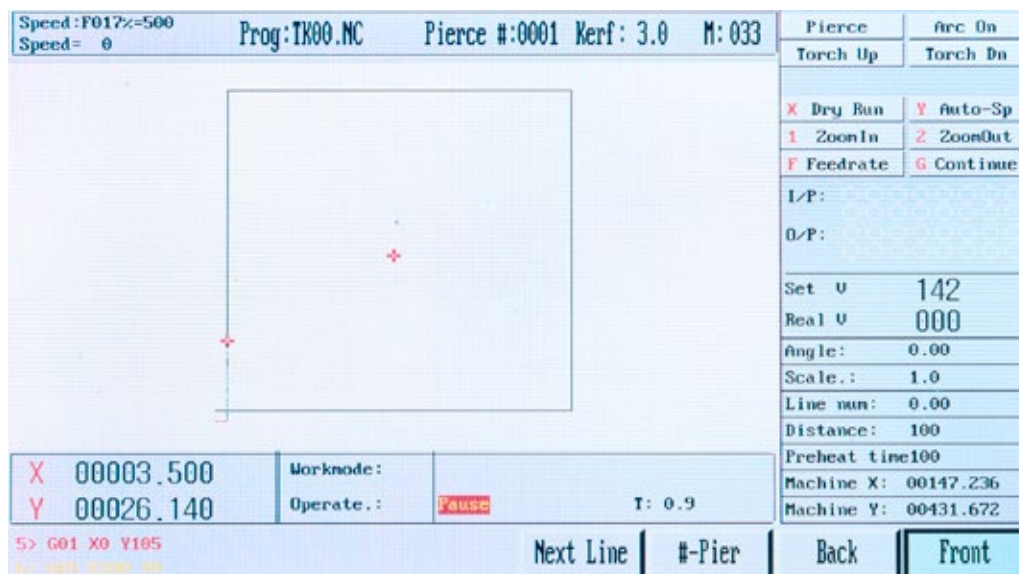 Speed:F017%=500
Speed= 0
Prog:TK00.NC Pierce #:0001 Kerf: 3.0 M:033
Pierce Arc On
Torch Up Torch Dn
X Dry Run Y Auto-Sp
1 ZoomIn 2 ZoomOut
F Feedrate G Continue
I/P:
O/P:
Set V 142
Real V 000
Angle: 0.00
Scale.: 1.0
Line num: 0.00
Distance: 100
Preheat time100
Machine X: 00147.236
Machine Y: 00431.672
X 00003.500
Y 00026.140
Workmode:
Operate.: Pause T: 0.9
5> G01 X0 Y105
Next Line #-Pier Back Front